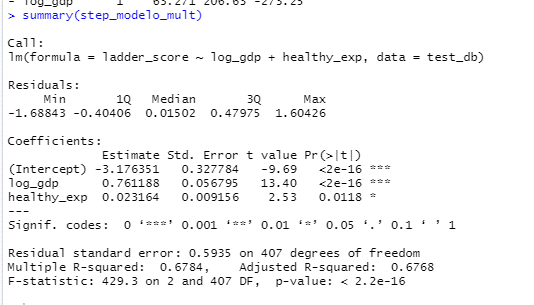 - log_gdp 1 63.271 206.63 -273.25
> summary(step_modelo_mult)
Call:
lm(formula = ladder_score ~ log_gdp + healthy_exp, data = test_db)
Residuals:
Min 1Q Median 3Q Max
-1.68843 -0.40406 0.01502 0.47975 1.60426
Coefficients:
Estimate Std. Error t value Pr(>|t|)
(Intercept) -3.176351 0.327784 -9.69 <2e-16 ***
log_gdp 0.761188 0.056795 13.40 <2e-16 ***
healthy_exp 0.023164 0.009156 2.53 0.0118 *
---
Signif. codes: 0 ‘***’ 0.001 ‘**’ 0.01 ‘*’ 0.05 ‘.’ 0.1 ‘ ’ 1
Residual standard error: 0.5935 on 407 degrees of freedom
Multiple R-squared: 0.6784, Adjusted R-squared: 0.6768
F-statistic: 429.3 on 2 and 407 DF, p-value: < 2.2e-16